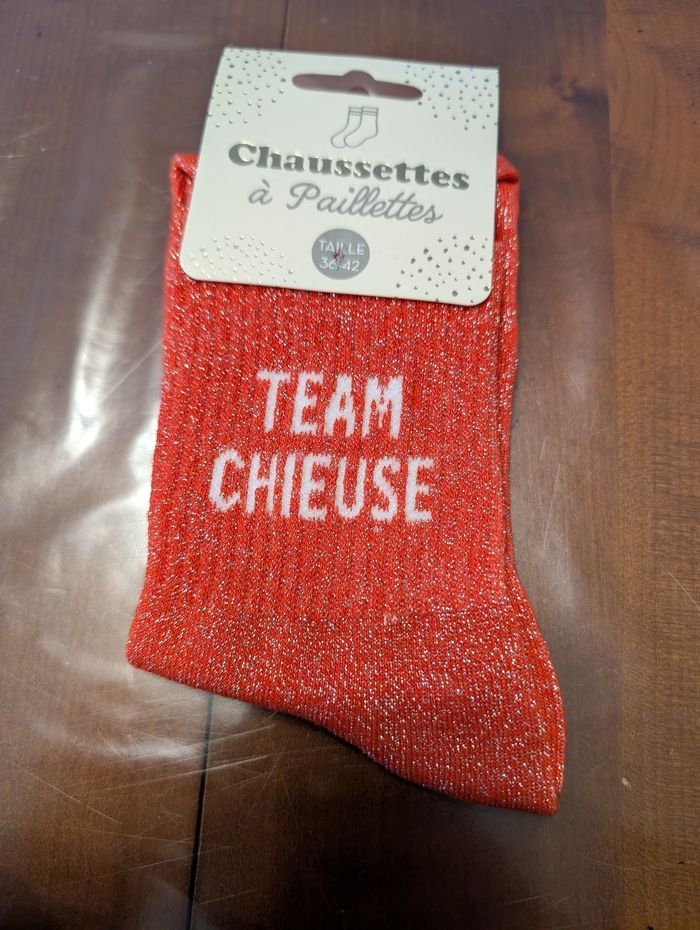 Chaussettes
à Paillettes
TAILLE
36/42
TEAM
CHIEUSE